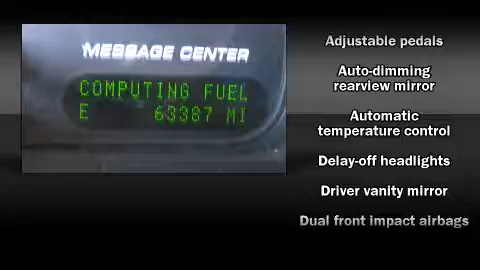 MESSAGE CENTER
COMPUTING FUEL
E 63387 MI
Adjustable pedals
Auto-dimming
rearview mirror
Automatic
temperature control
Delay-off headlights
Driver vanity mirror
Dual front impact airbags